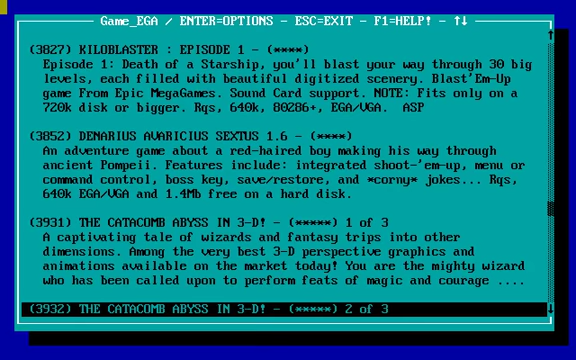 Game_EGA / ENTER=OPTIONS - ESC=EXIT - F1=HELP! - ↑↓
(3827) KILOBLASTER : EPISODE 1 - (****)
Episode 1: Death of a Starship, you'll blast your way through 30 big
levels, each filled with beautiful digitized scenery. Blast'Em-Up
game From Epic MegaGames. Sound Card support. NOTE: Fits only on a
720k disk or bigger. Rqs, 640k, 80286+, EGA/VGA.  ASP
(3852) DENARIUS AVARICIUS SEXTUS 1.6 - (****)
An adventure game about a red-haired boy making his way through
ancient Pompeii. Features include: integrated shoot-'em-up, menu or
command control, boss key, save/restore, and *corny* jokes... Rqs,
640k EGA/VGA and 1.4Mb free on a hard disk.
(3931) THE CATACOMB ABYSS IN 3-D! - (*****) 1 of 3
A captivating tale of wizards and fantasy trips into other
dimensions. Among the very best 3-D perspective graphics and
animations available on the market today! You are the mighty wizard
who has been called upon to perform feats of magic and courage ....
(3932) THE CATACOMB ABYSS IN 3-D! - (*****) 2 of 3